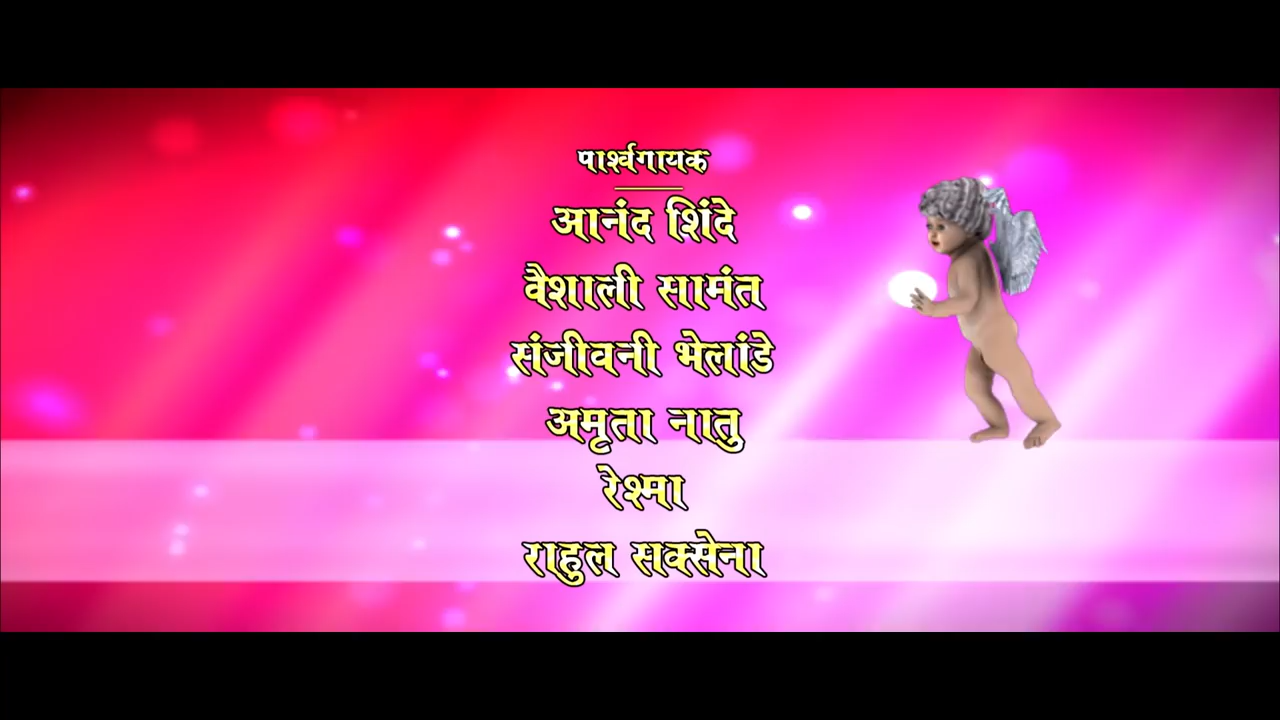 पार्श्वगायक
आनंद शिंदे
वैशाली सामंत
संजीवनी भेलांडे
अमृता नातु
रेश्मा
राहुल सक्सेना